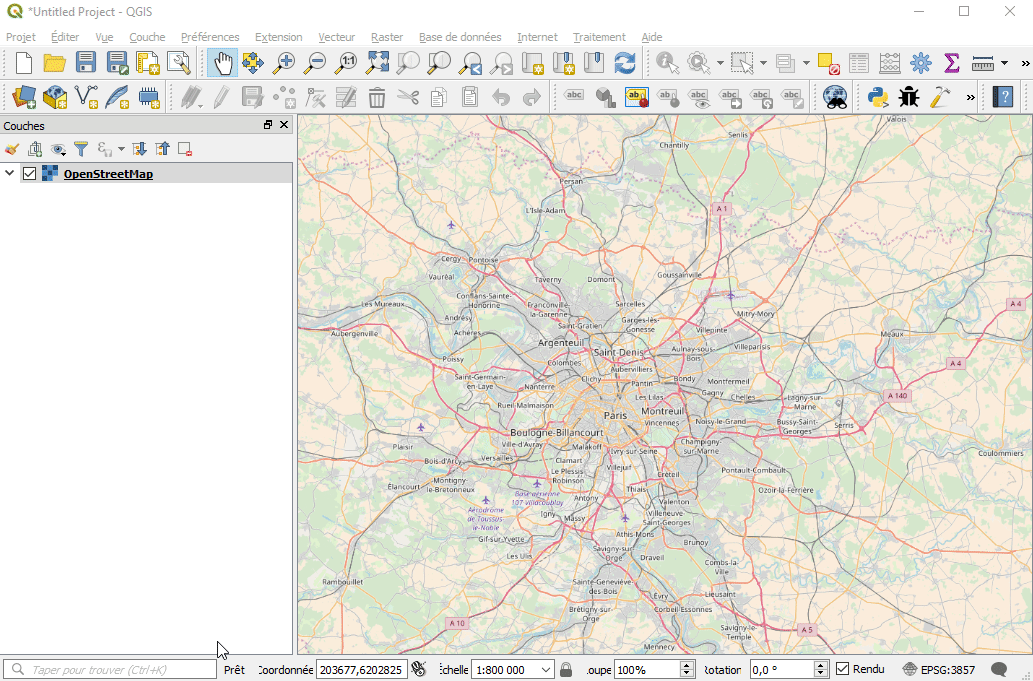 *Untitled Project - QGIS
Projet Éditer Vue Couche Préférences Extension Vecteur Raster Base de données Internet Traitement Aide
1:1
abc ab ab abc abc abc abc
Couches
OpenStreetMap
Valois
Senlis
Chantilly
Persan
A 1
L'Isle-Adam
Cergy Pontoise
Goussainville
Vauréal
Taverny
Domont
Conflans-Sainte-Honorine
Les Mureaux
Franconville-la-Garenne
Sarcelles
A 4
Andrésy
Saint-Gratien
Garges-lès-Gonesse
Mitry-Mory
Aubergenville
Achères
Villepinte
Meaux
Argenteuil
Saint-Denis
Aulnay-sous-Bois
Villeparisis
Poissy
Colombes
Aubervilliers
A 4
Saint-Germain-en-Laye
Clichy
Pantin
Bondy
Montfermeil
Nanterre
Gagny
Chelles
Les Lilas
A 140
Lagny-sur-Marne
Rueil-Malmaison
Paris
Montreuil
Vincennes
Noisy-le-Grand
Bussy-Saint-Georges
Serris
Boulogne-Billancourt
Plaisir
Ville-d'Avray
Malakoff
Ivry-sur-Seine
Champigny-sur-Marne
Coulommiers
Bois-d'Arcy
Versailles
Clamart
Villejuif
Le Plessis-Robinson
Créteil
Pontault-Combault
Élancourt
Montigny-le-Bretonneux
Thiais
Ozoir-la-Ferrière
Base aérienne 107 Villacoublay
Antony
Valenton
Aérodrome de Toussus-le-Noble
Igny
Massy
Villeneuve-Saint-Georges
Gif-sur-Yvette
Athis-Mons
Brunoy
Les Ulis
Savigny-sur-Orge
Draveil
Combs-la-Ville
Rambouillet
Sainte-Geneviève-des-Bois
Évry
Lieusaint
Brétigny-sur-Orge
Corbeil-Essonnes
A 10
Savigny-le-Temple
A 5
Mennecy
Taper pour trouver (Ctrl+K) Prêt Coordonnée 203677,6202825 Échelle 1:800 000 Loupe 100% Rotation 0,0 ° Rendu EPSG:3857